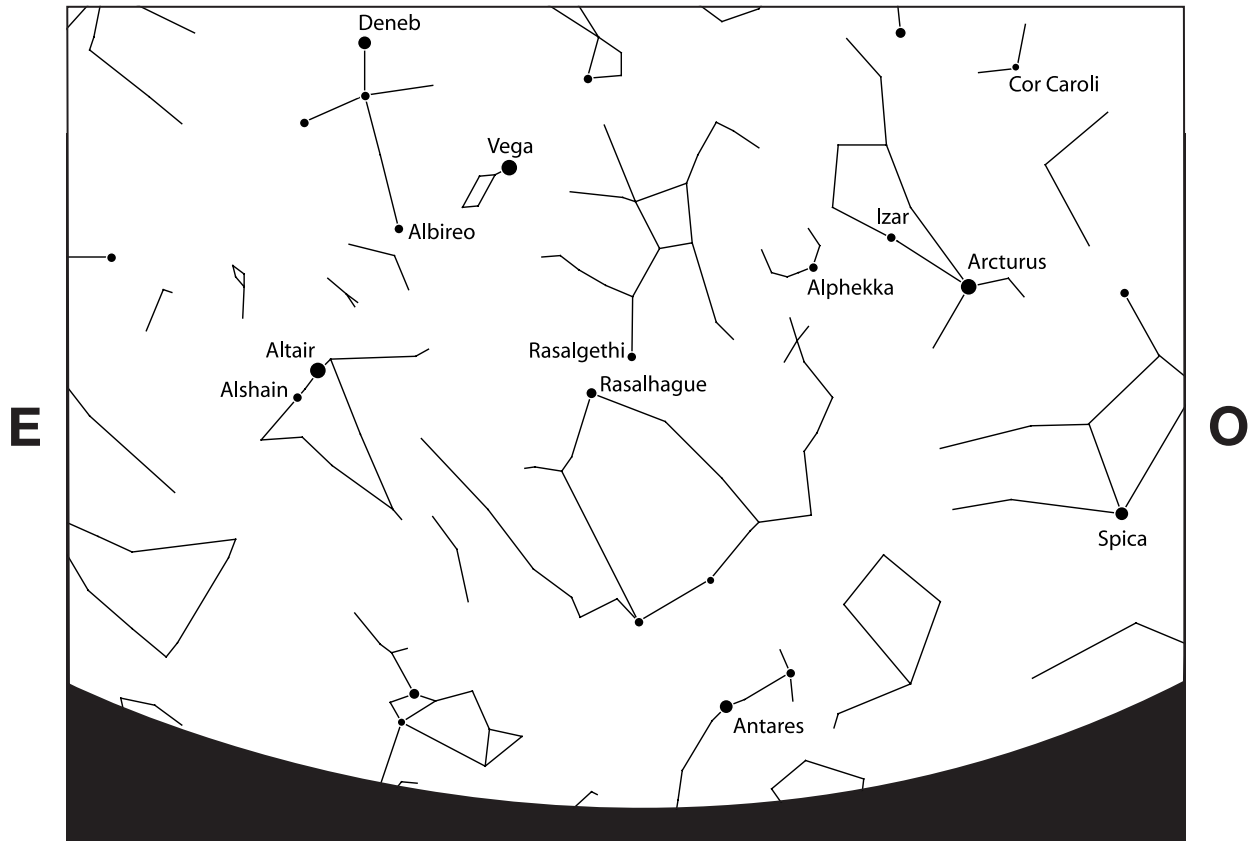 Deneb
Cor Caroli
Vega
Albireo
Izar
Arcturus
Alphekka
Altair
Rasalgethi
Alshain
Rasalhague
E
O
Spica
Antares